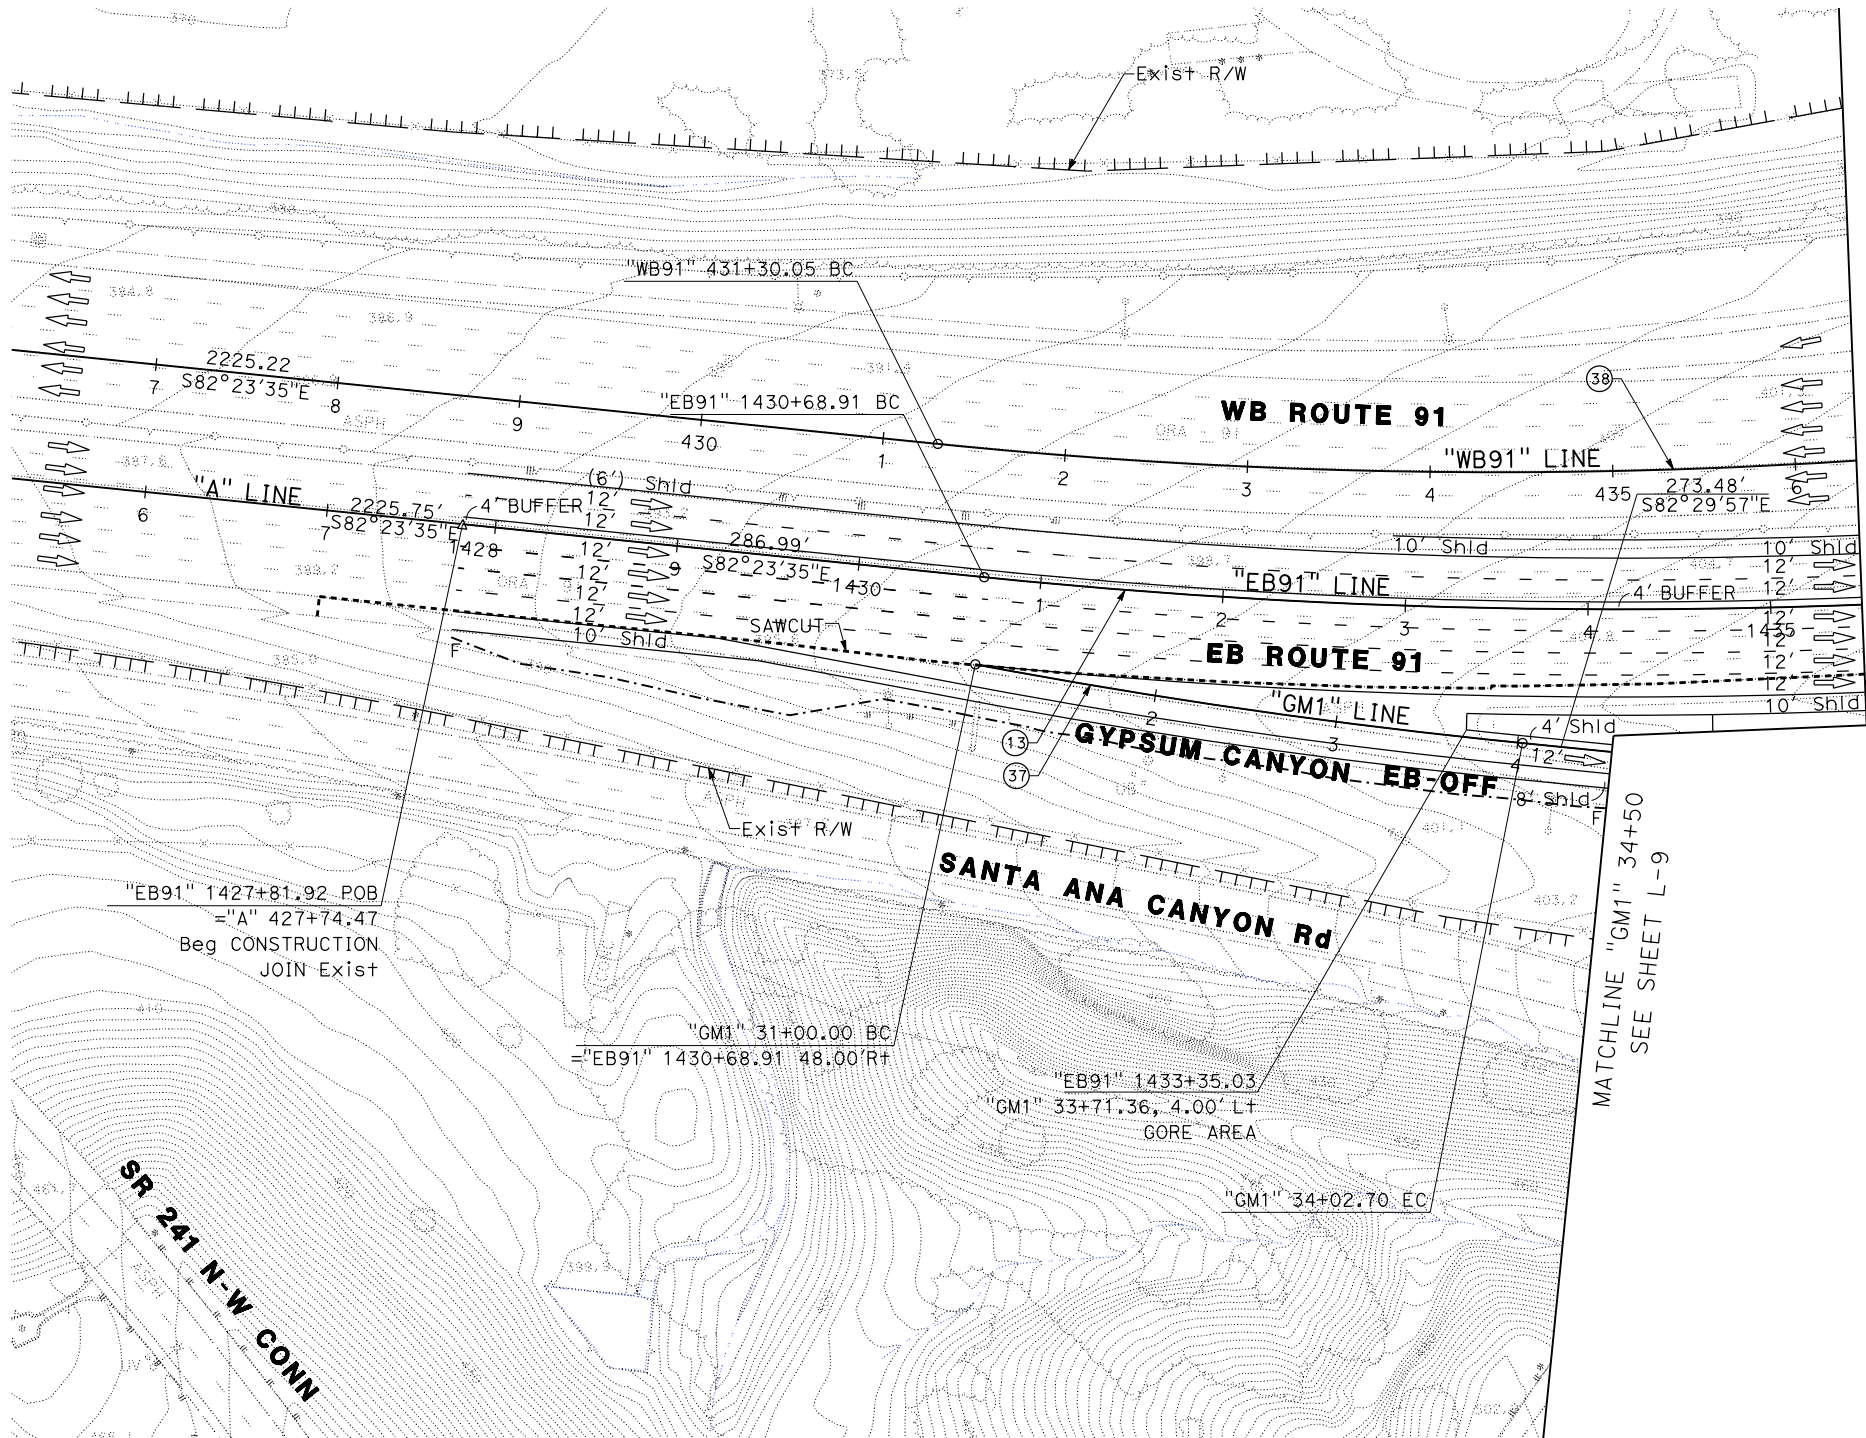 Exist R/W
"WB91" 431+30.05 BC
2225.22
S82°23'35"E
7
8
9
430
1
2
3
4
435
6
"EB91" 1430+68.91 BC
WB ROUTE 91
38
"WB91" LINE
273.48'
S82°29'57"E
"A" LINE
6
7
2225.75'
S82°23'35"E
4' BUFFER
(6') Shld
12'
12'
1428
12'
12'
12'
12'
10' Shld
9
286.99'
S82°23'35"E
1430
1
2
3
4
1435
"EB91" LINE
10' Shld
10' Shld
12'
12'
4' BUFFER
12'
12'
12'
12'
10' Shld
SAWCUT
EB ROUTE 91
F
"GM1" LINE
2
3
4
4' Shld
12'
8' Shld
F
13
37
GYPSUM CANYON EB-OFF
Exist R/W
SANTA ANA CANYON Rd
"EB91" 1427+81.92 POB
="A" 427+74.47
Beg CONSTRUCTION
JOIN Exist
"GM1" 31+00.00 BC
="EB91" 1430+68.91 48.00'Rt
"EB91" 1433+35.03
"GM1" 33+71.36, 4.00' Lt
GORE AREA
"GM1" 34+02.70 EC
MATCHLINE "GM1" 34+50
SEE SHEET L-9
SR 241 N-W CONN